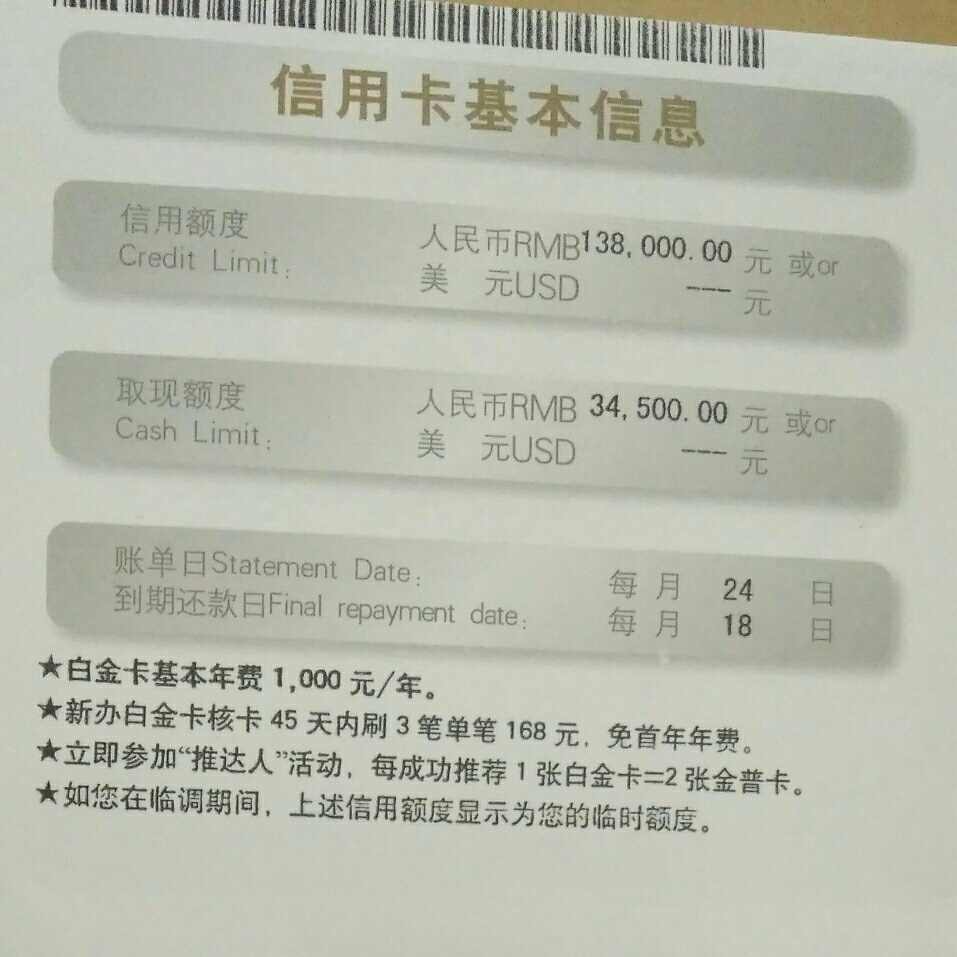 信用卡基本信息
信用额度 人民币RMB138,000.00 元 或or
Credit Limit: 美 元USD --- 元
取现额度 人民币RMB 34,500.00 元 或or
Cash Limit: 美 元USD --- 元
账单日Statement Date: 每 月 24 日
到期还款日Final repayment date: 每 月 18 日
★白金卡基本年费 1,000 元/年。
★新办白金卡核卡 45 天内刷 3 笔单笔 168 元, 免首年年费。
★立即参加“推达人”活动, 每成功推荐 1 张白金卡=2 张金普卡。
★如您在临调期间, 上述信用额度显示为您的临时额度。